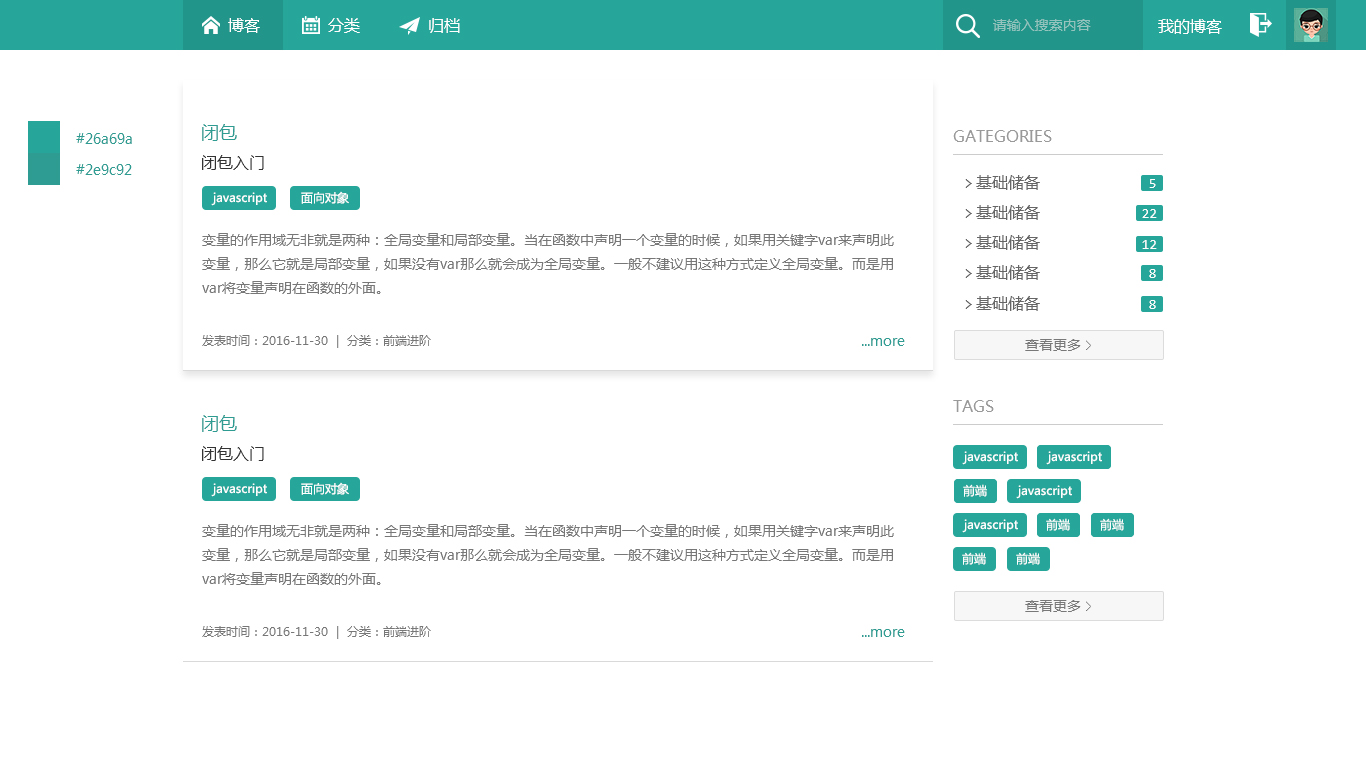 博客 分类 归档 请输入搜索内容 我的博客
#26a69a
#2e9c92
闭包
闭包入门
javascript 面向对象
变量的作用域无非就是两种：全局变量和局部变量。当在函数中声明一个变量的时候，如果用关键字var来声明此
变量，那么它就是局部变量，如果没有var那么就会成为全局变量。一般不建议用这种方式定义全局变量。而是用
var将变量声明在函数的外面。
发表时间：2016-11-30 | 分类：前端进阶 ...more
闭包
闭包入门
javascript 面向对象
变量的作用域无非就是两种：全局变量和局部变量。当在函数中声明一个变量的时候，如果用关键字var来声明此
变量，那么它就是局部变量，如果没有var那么就会成为全局变量。一般不建议用这种方式定义全局变量。而是用
var将变量声明在函数的外面。
发表时间：2016-11-30 | 分类：前端进阶 ...more
GATEGORIES
> 基础储备 5
> 基础储备 22
> 基础储备 12
> 基础储备 8
> 基础储备 8
查看更多 >
TAGS
javascript javascript
前端 javascript
javascript 前端 前端
前端 前端
查看更多 >